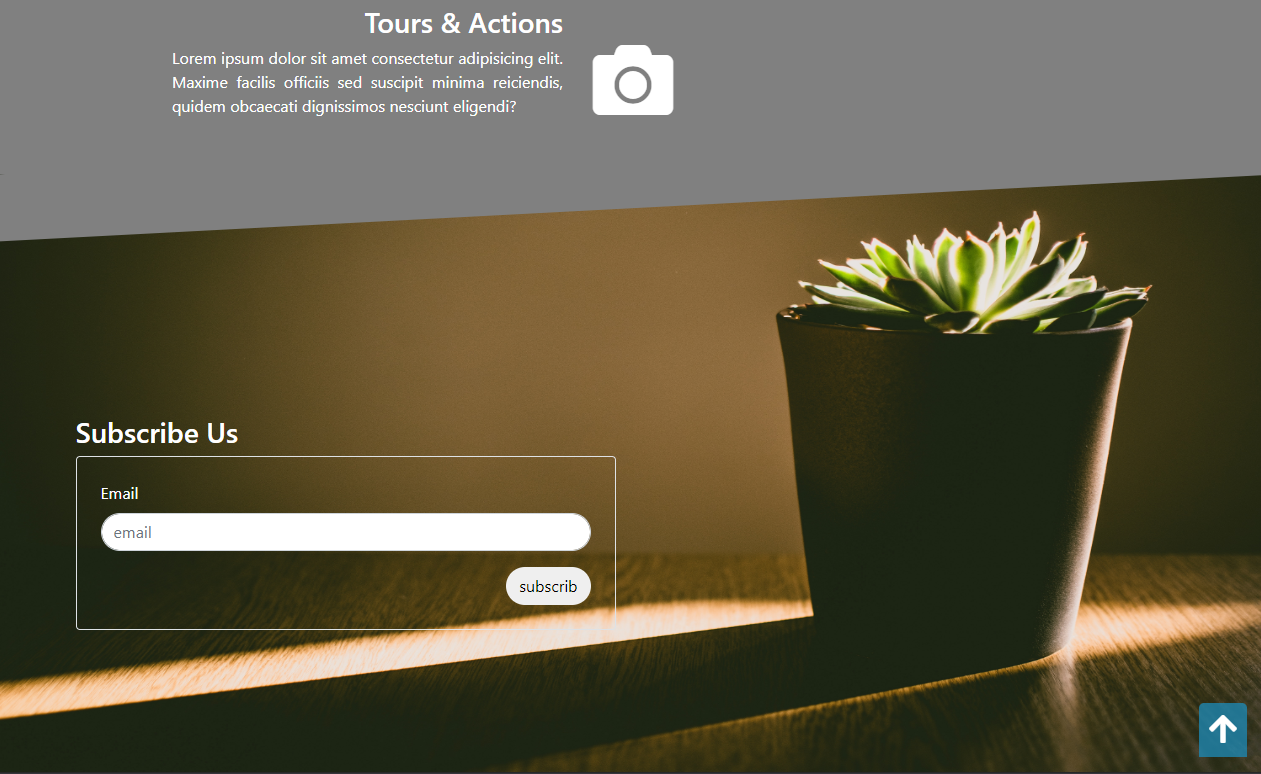 Tours & Actions
Lorem ipsum dolor sit amet consectetur adipisicing elit.
Maxime facilis officiis sed suscipit minima reiciendis,
quidem obcaecati dignissimos nesciunt eligendi?
Subscribe Us
Email
email
subscrib